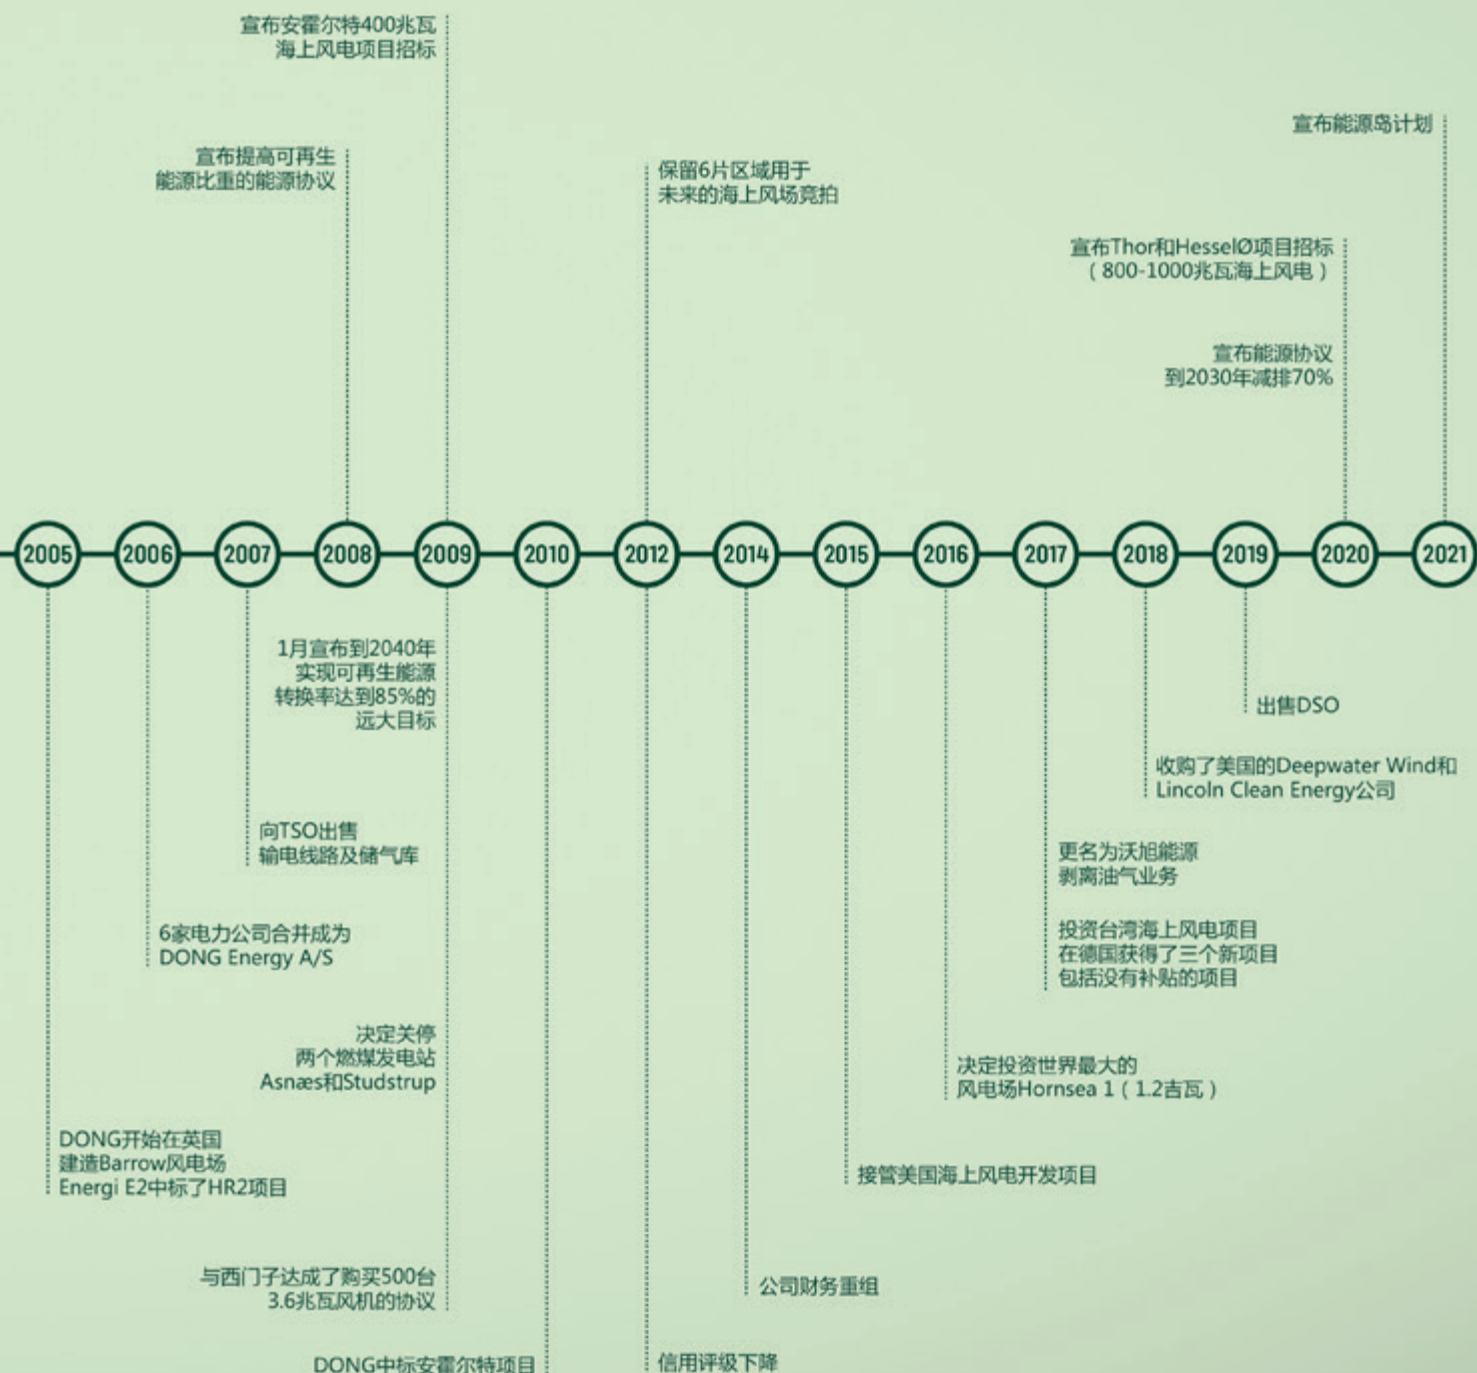 宣布安霍尔特400兆瓦
海上风电项目招标
宣布提高可再生
能源比重的能源协议
保留6片区域用于
未来的海上风场竞拍
宣布能源岛计划
宣布Thor和HesselØ项目招标
（800-1000兆瓦海上风电）
宣布能源协议
到2030年减排70%
2005
2006
2007
2008
2009
2010
2012
2014
2015
2016
2017
2018
2019
2020
2021
1月宣布到2040年
实现可再生能源
转换率达到85%的
远大目标
出售DSO
收购了美国的Deepwater Wind和
Lincoln Clean Energy公司
向TSO出售
输电线路及储气库
更名为沃旭能源
剥离油气业务
6家电力公司合并成为
DONG Energy A/S
投资台湾海上风电项目
在德国获得了三个新项目
包括没有补贴的项目
决定关停
两个燃煤发电站
Asnæs和Studstrup
决定投资世界最大的
风电场Hornsea 1（1.2吉瓦）
DONG开始在英国
建造Barrow风电场
Energi E2中标了HR2项目
接管美国海上风电开发项目
与西门子达成了购买500台
3.6兆瓦风机的协议
公司财务重组
DONG中标安霍尔特项目
信用评级下降